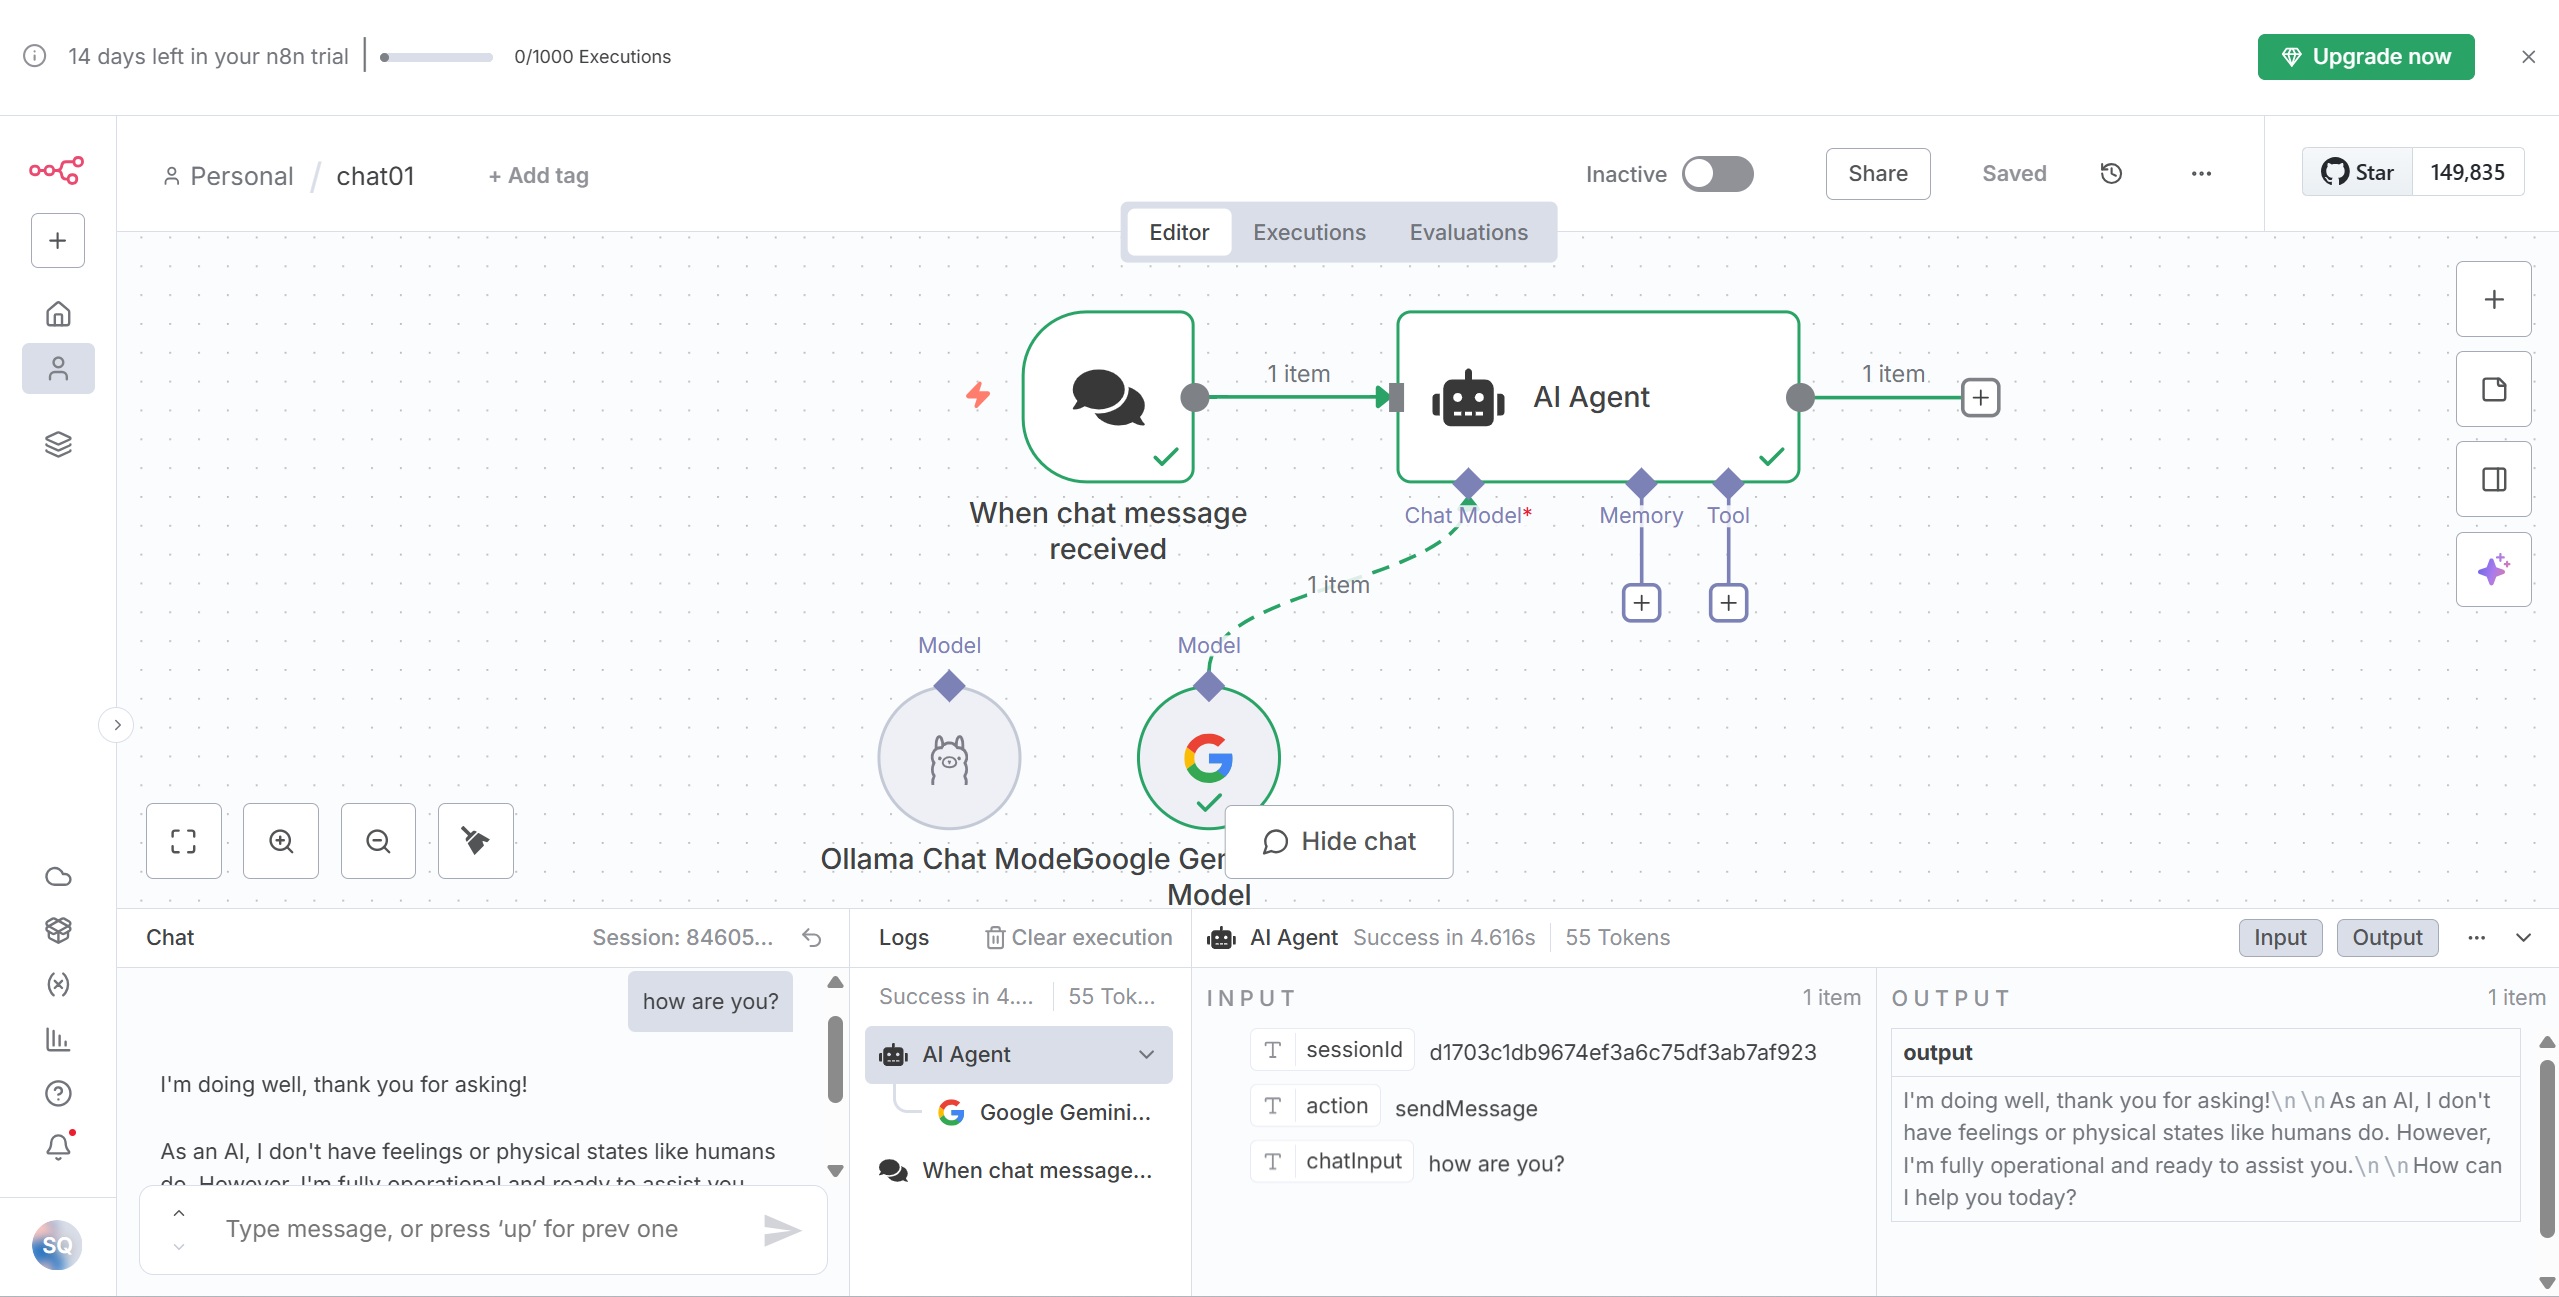 14 days left in your n8n trial
0/1000 Executions
Upgrade now
Personal / chat01
+ Add tag
Inactive
Share
Saved
Star
149,835
Editor
Executions
Evaluations
1 item
AI Agent
1 item
When chat message
received
Chat Model*
Memory
Tool
1 item
Model
Model
Ollama Chat Model
Google Ge
Model
Hide chat
Chat
Session: 84605...
Logs
Clear execution
AI Agent
Success in 4.616s
55 Tokens
Input
Output
how are you?
I'm doing well, thank you for asking!
As an AI, I don't have feelings or physical states like humans
do. However, I'm fully operational and ready to assist you.
Type message, or press ‘up’ for prev one
SQ
Success in 4....
55 Tok...
AI Agent
Google Gemini...
When chat message...
INPUT
1 item
T sessionId d1703c1db9674ef3a6c75df3ab7af923
T action sendMessage
T chatInput how are you?
OUTPUT
1 item
output
I'm doing well, thank you for asking!\n\nAs an AI, I don't
have feelings or physical states like humans do. However,
I'm fully operational and ready to assist you.\n\nHow can
I help you today?